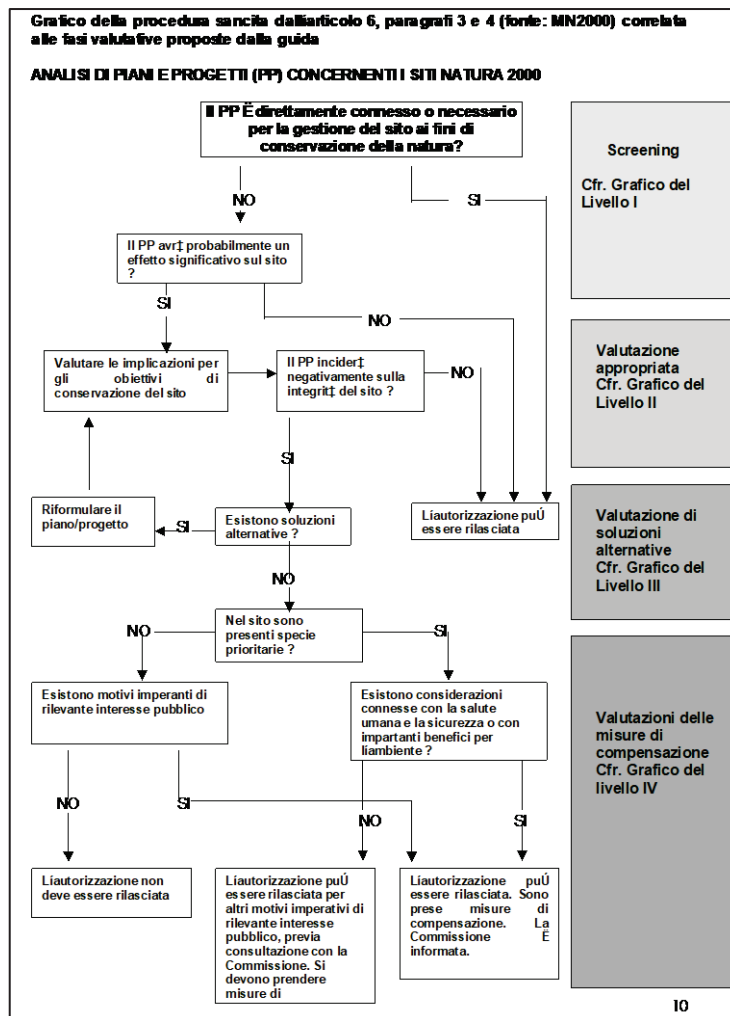 Grafico della procedura sancita dallíarticolo 6, paragrafi 3 e 4 (fonte: MN2000) correlata
alle fasi valutative proposte dalla guida
ANALISI DI PIANI E PROGETTI (PP) CONCERNENTI I SITI NATURA 2000
Il PP Ë direttamente connesso o necessario
per la gestione del sito ai fini di
conservazione della natura?
Screening
Cfr. Grafico del
Livello I
NO
SI
Il PP avr‡ probabilmente un
effetto significativo sul sito
?
SI
NO
Valutare le implicazioni per
gli obiettivi di
conservazione del sito
Il PP incider‡
negativamente sulla
integrit‡ del sito ?
NO
Valutazione
appropriata
Cfr. Grafico del
Livello II
SI
Riformulare il
piano/progetto
SI
Esistono soluzioni
alternative ?
Líautorizzazione puÚ
essere rilasciata
Valutazione di
soluzioni
alternative
Cfr. Grafico del
Livello III
NO
Nel sito sono
presenti specie
prioritarie ?
NO
SI
Esistono motivi imperanti di
rilevante interesse pubblico
Esistono considerazioni
connesse con la salute
umana e la sicurezza o con
impartanti benefici per
líambiente ?
Valutazioni delle
misure di
compensazione
Cfr. Grafico del
livello IV
NO
SI
NO
SI
Líautorizzazione non
deve essere rilasciata
Líautorizzazione puÚ
essere rilasciata per
altri motivi imperativi di
rilevante interesse
pubblico, previa
consultazione con la
Commissione. Si
devono prendere
misure di
Líautorizzazione puÚ
essere rilasciata. Sono
prese misure di
compensazione. La
Commissione Ë
informata.
10